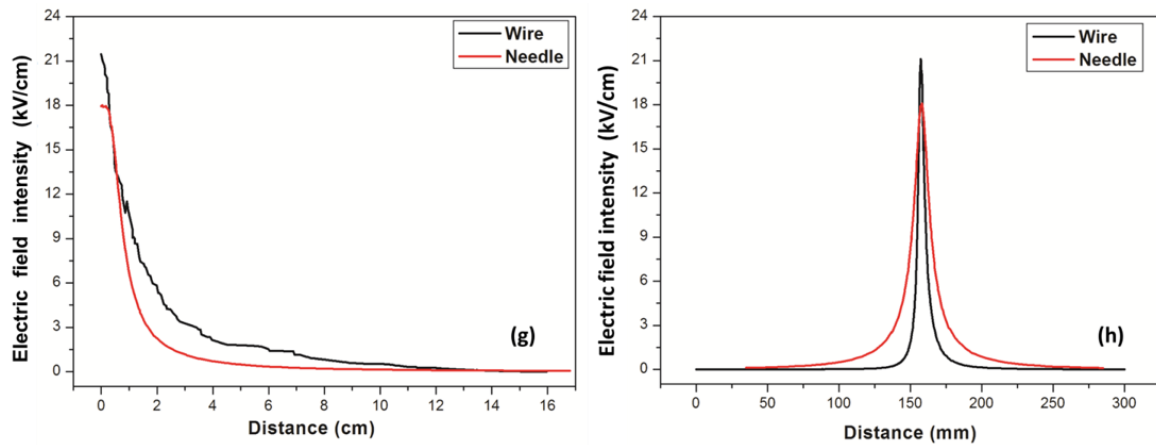 24
21
18
15
12
9
6
3
0
Electric field intensity (kV/cm)
Wire
Needle
(g)
0 2 4 6 8 10 12 14 16
Distance (cm)
24
21
18
15
12
9
6
3
0
Electric field intensity (kV/cm)
Wire
Needle
(h)
0 50 100 150 200 250 300
Distance (mm)